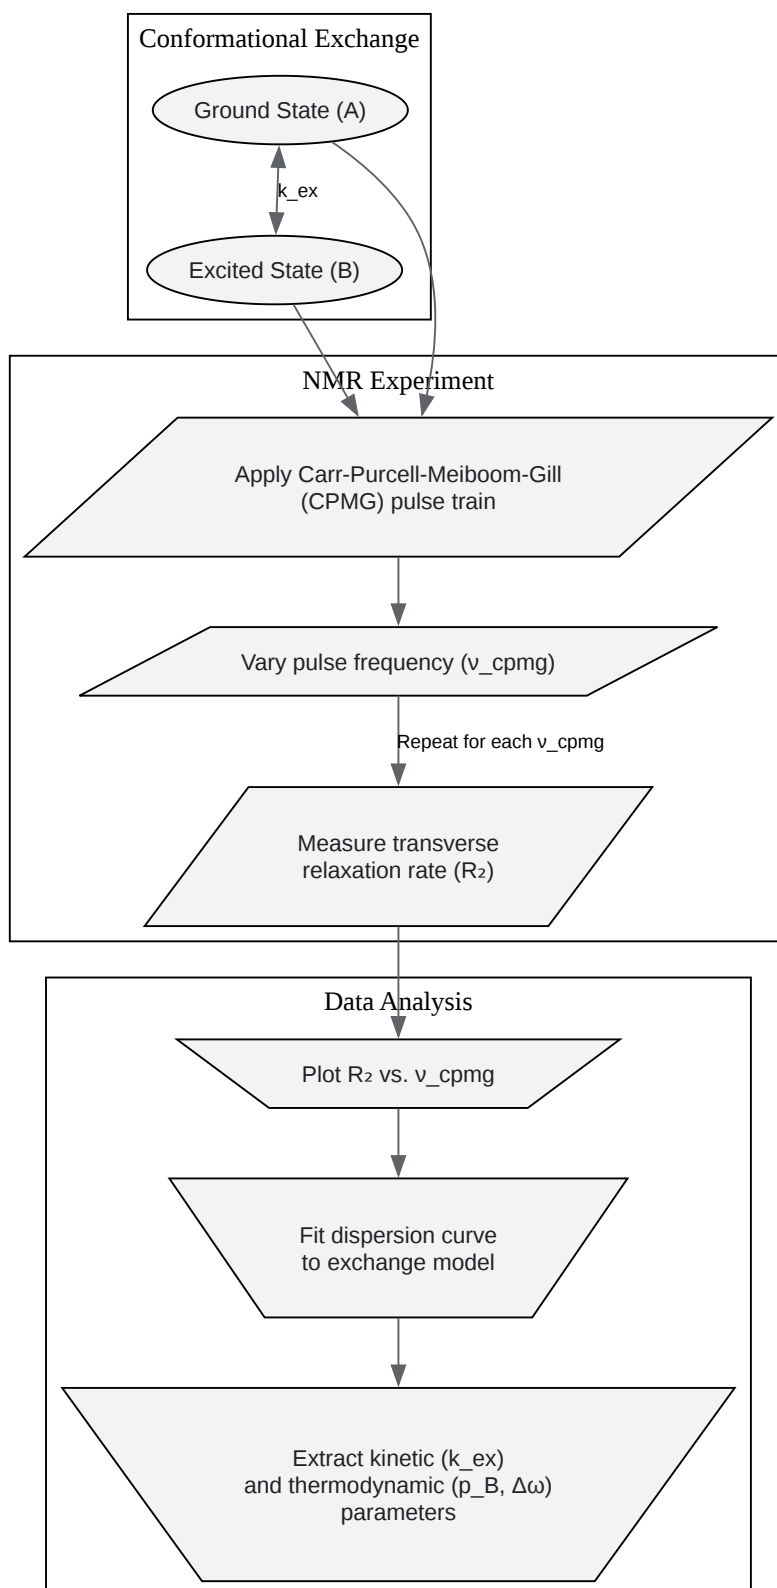 Conformational Exchange
Ground State (A)
k_ex
Excited State (B)
NMR Experiment
Apply Carr-Purcell-Meiboom-Gill
(CPMG) pulse train
Vary pulse frequency (ν_cpmg)
Repeat for each ν_cpmg
Measure transverse
relaxation rate (R₂)
Data Analysis
Plot R₂ vs. ν_cpmg
Fit dispersion curve
to exchange model
Extract kinetic (k_ex)
and thermodynamic (p_B, Δω)
parameters